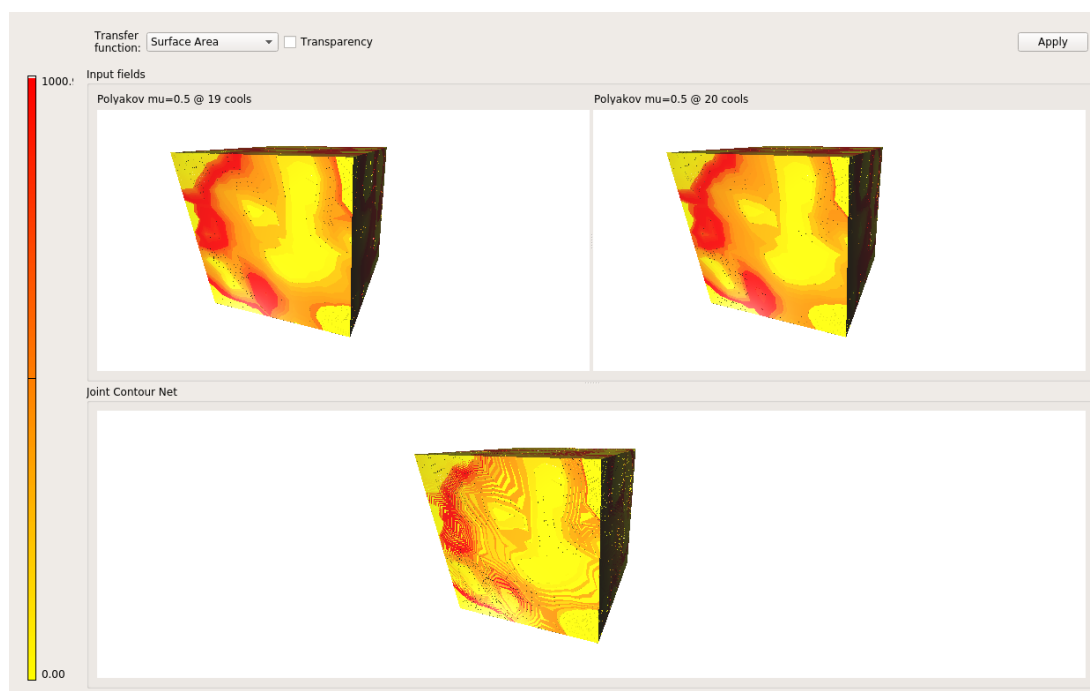 Transfer
function: Surface Area Transparency Apply
Input fields
1000.
Polyakov mu=0.5 @ 19 cools Polyakov mu=0.5 @ 20 cools
Joint Contour Net
0.00